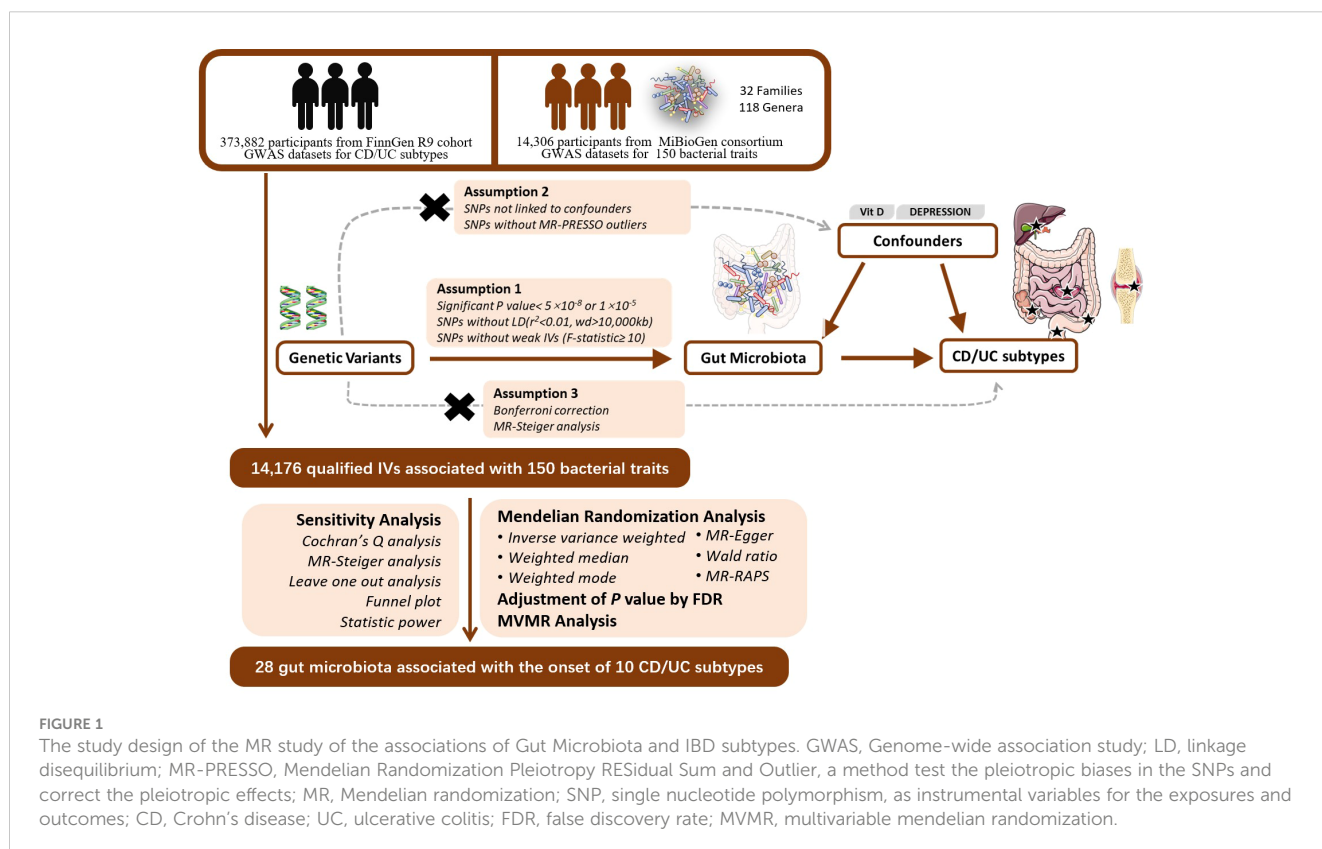 373,882 participants from FinnGen R9 cohort
GWAS datasets for CD/UC subtypes
32 Families
118 Genera
14,306 participants from MiBioGen consortium
GWAS datasets for 150 bacterial traits
Assumption 2
SNPs not linked to confounders
SNPs without MR-PRESSO outliers
Vit D
DEPRESSION
Confounders
Assumption 1
Significant P value< 5 ×10⁻⁸ or 1 ×10⁻⁵
SNPs without LD(r²<0.01, wd>10,000kb)
SNPs without weak IVs (F-statistic≥ 10)
Genetic Variants
Gut Microbiota
CD/UC subtypes
Assumption 3
Bonferroni correction
MR-Steiger analysis
14,176 qualified IVs associated with 150 bacterial traits
Sensitivity Analysis
Cochran's Q analysis
MR-Steiger analysis
Leave one out analysis
Funnel plot
Statistic power
Mendelian Randomization Analysis
• Inverse variance weighted
• Weighted median
• Weighted mode
• MR-Egger
• Wald ratio
• MR-RAPS
Adjustment of P value by FDR
MVMR Analysis
28 gut microbiota associated with the onset of 10 CD/UC subtypes
FIGURE 1
The study design of the MR study of the associations of Gut Microbiota and IBD subtypes. GWAS, Genome-wide association study; LD, linkage
disequilibrium; MR-PRESSO, Mendelian Randomization Pleiotropy RESidual Sum and Outlier, a method test the pleiotropic biases in the SNPs and
correct the pleiotropic effects; MR, Mendelian randomization; SNP, single nucleotide polymorphism, as instrumental variables for the exposures and
outcomes; CD, Crohn's disease; UC, ulcerative colitis; FDR, false discovery rate; MVMR, multivariable mendelian randomization.